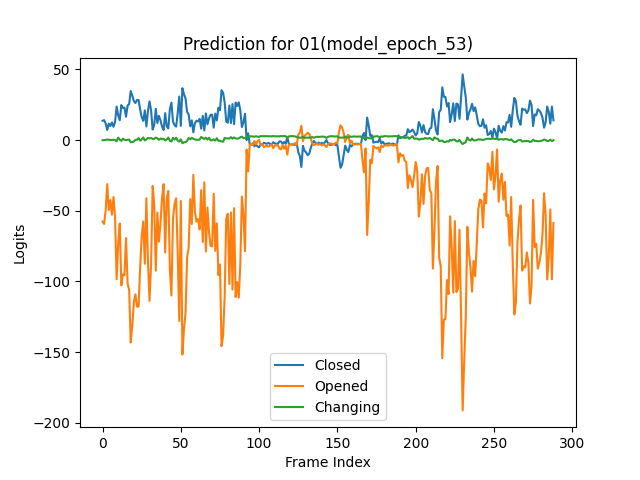 Prediction for 01(model_epoch_53)
50
0
−50
−100
−150
−200
Logits
Closed
Opened
Changing
0 50 100 150 200 250 300
Frame Index